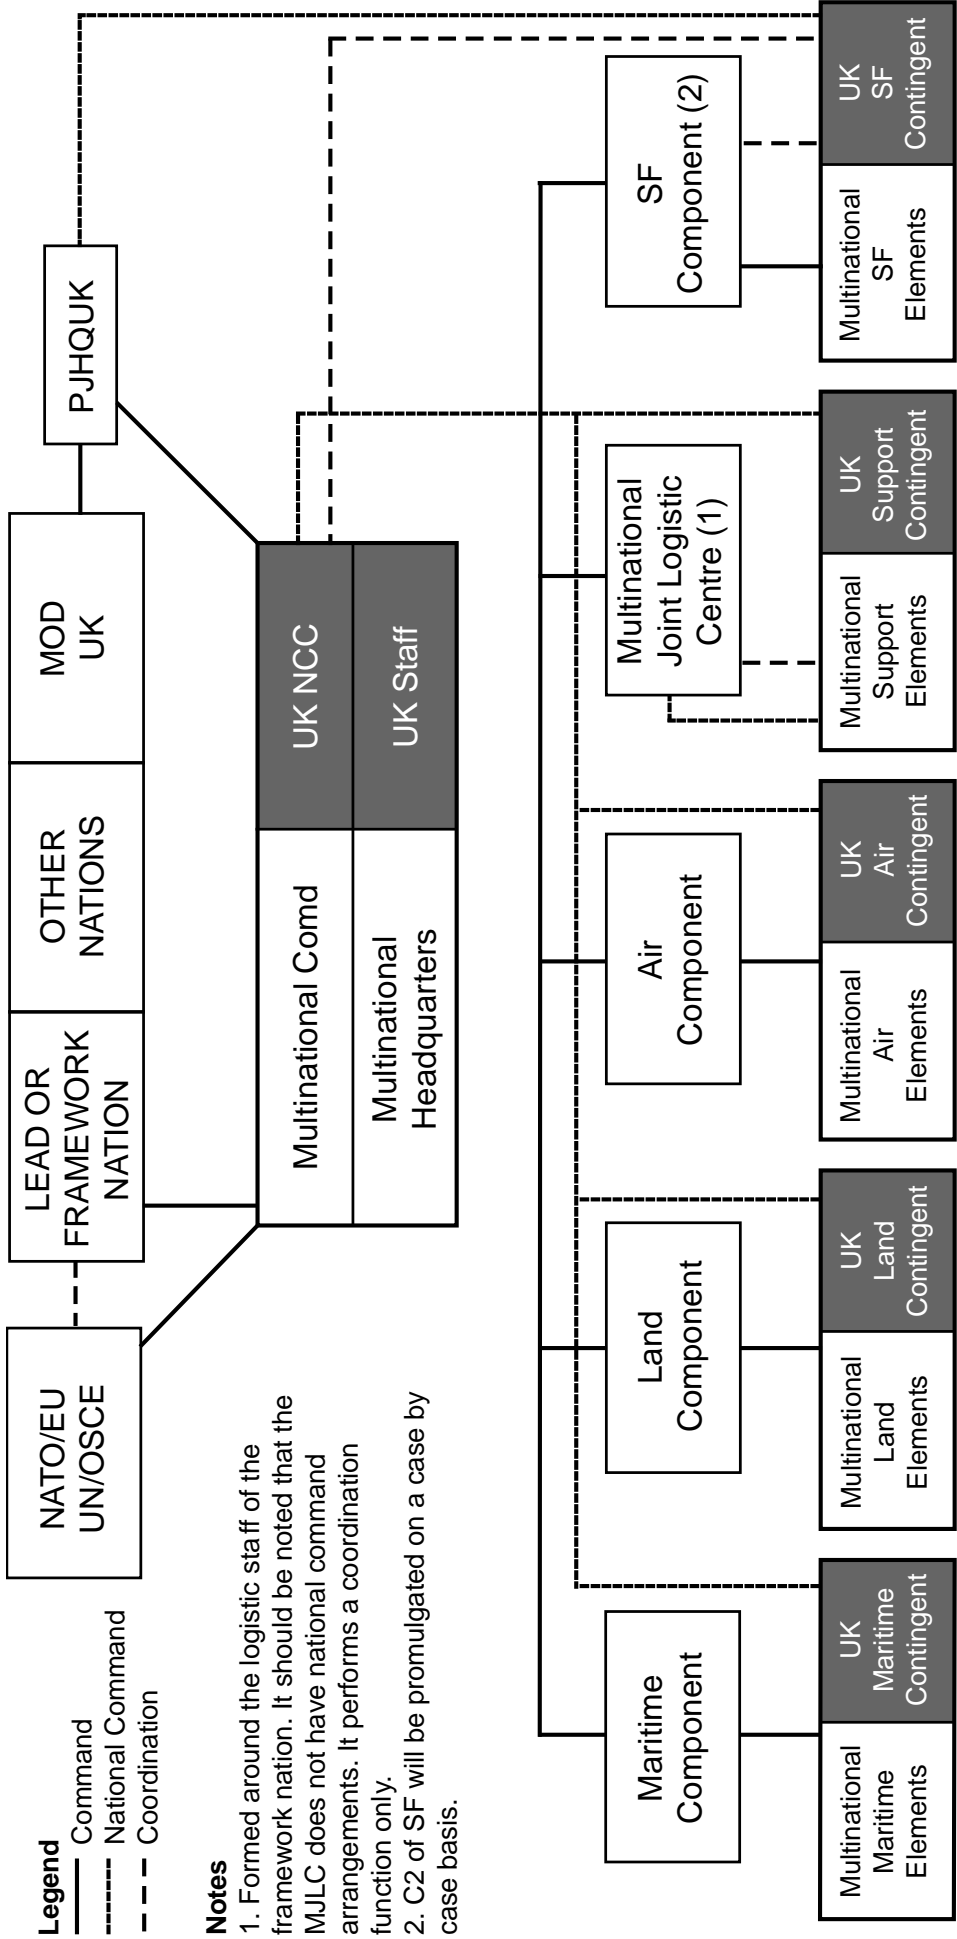 NATO/EU
UN/OSCE
LEAD OR
FRAMEWORK
NATION
OTHER
NATIONS
MOD
UK
PJHQUK
Legend
Command
National Command
Coordination
Multinational Comd
UK NCC
Multinational
Headquarters
UK Staff
Notes
1. Formed around the logistic staff of the
framework nation. It should be noted that the
MJLC does not have national command
arrangements. It performs a coordination
function only.
2. C2 of SF will be promulgated on a case by
case basis.
Maritime
Component
Land
Component
Air
Component
Multinational
Joint Logistic
Centre (1)
SF
Component (2)
Multinational
Maritime
Elements
UK
Maritime
Contingent
Multinational
Land
Elements
UK
Land
Contingent
Multinational
Air
Elements
UK
Air
Contingent
Multinational
Support
Elements
UK
Support
Contingent
Multinational
SF
Elements
UK
SF
Contingent